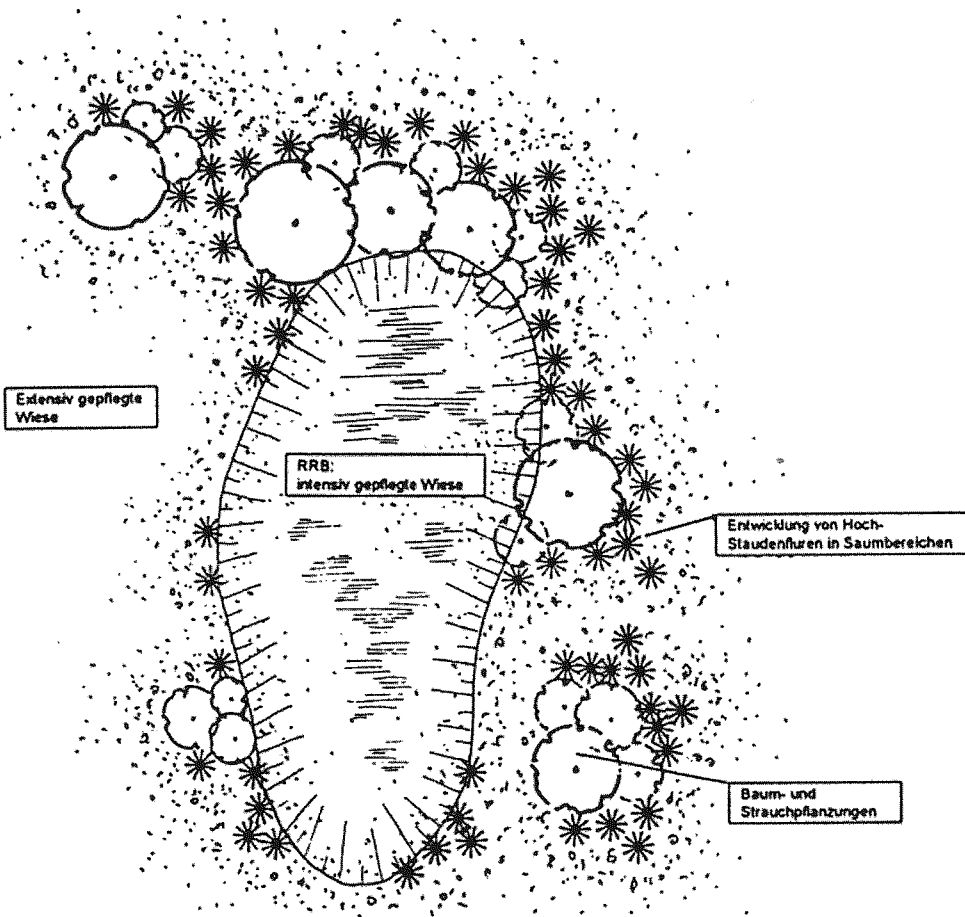 Extensiv gepflegte
Wiese
RRB:
intensiv gepflegte Wiese
Entwicklung von Hoch-
Staudenfluren in Saumbereichen
Baum- und
Strauchpflanzungen